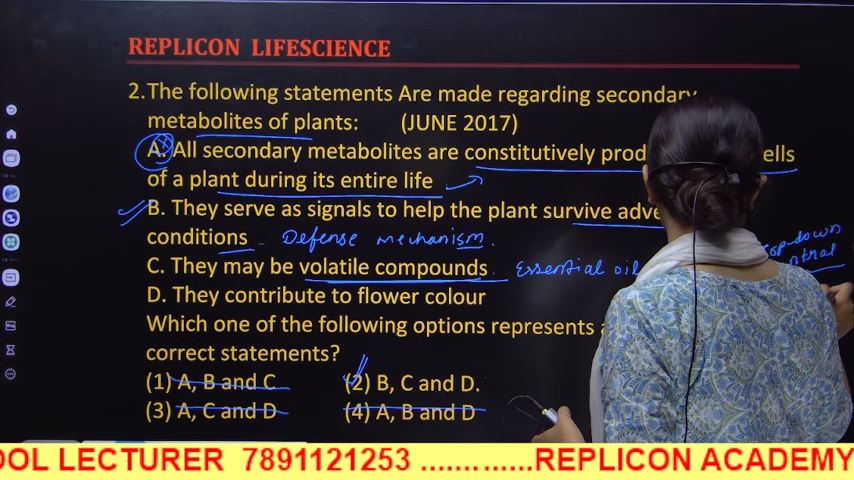 REPLICON LIFESCIENCE
2.The following statements Are made regarding secondary
metabolites of plants: (JUNE 2017)
A. All secondary metabolites are constitutively prod ells
of a plant during its entire life
B. They serve as signals to help the plant survive adve
conditions . Defense mechanism .
C. They may be volatile compounds . Essential oil
D. They contribute to flower colour
Which one of the following options represents
correct statements?
(1) A, B and C (2) B, C and D.
(3) A, C and D (4) A, B and D
OOL LECTURER 7891121253 .............REPLICON ACADEMY